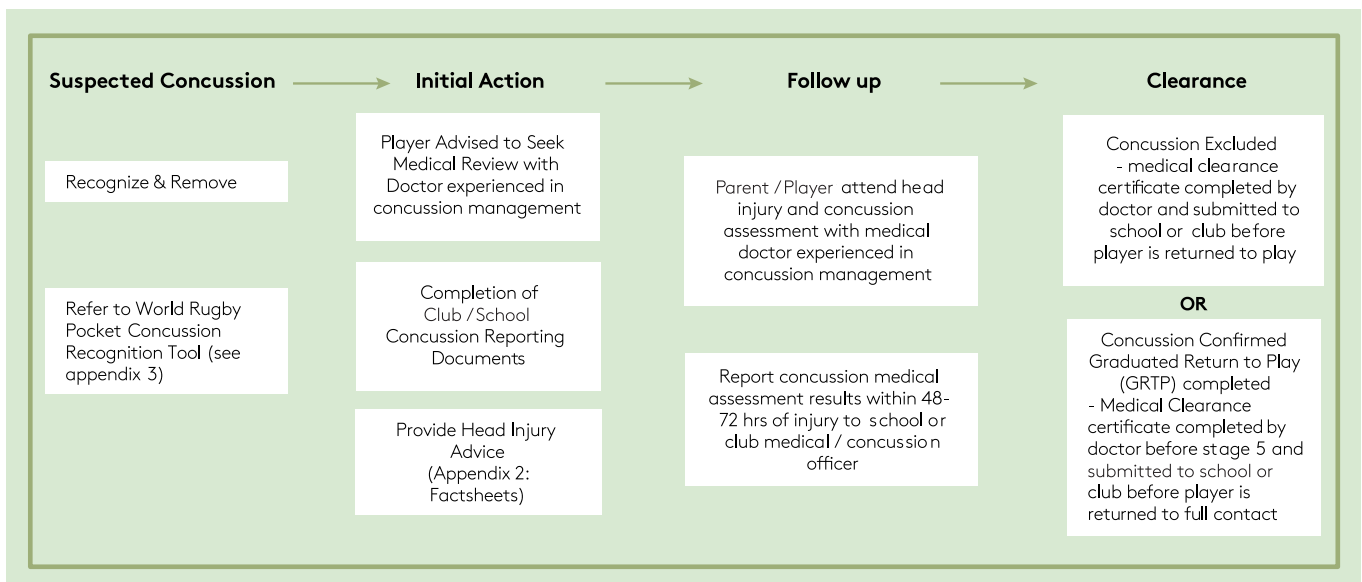 Suspected Concussion
Recognize & Remove
Refer to World Rugby
Pocket Concussion
Recognition Tool (see
appendix 3)
Initial Action
Player Advised to Seek
Medical Review with
Doctor experienced in
concussion management
Completion of
Club / School
Concussion Reporting
Documents
Provide Head Injury
Advice
(Appendix 2:
Factsheets)
Follow up
Parent / Player attend head
injury and concussion
assessment with medical
doctor experienced in
concussion management
Report concussion medical
assessment results within 48-
72 hrs of injury to school or
club medical / concussion
officer
Clearance
Concussion Excluded
- medical clearance
certificate completed by
doctor and submitted to
school or club before
player is returned to play
OR
Concussion Confirmed
Graduated Return to Play
(GRTP) completed
- Medical Clearance
certificate completed by
doctor before stage 5 and
submitted to school or
club before player is
returned to full contact